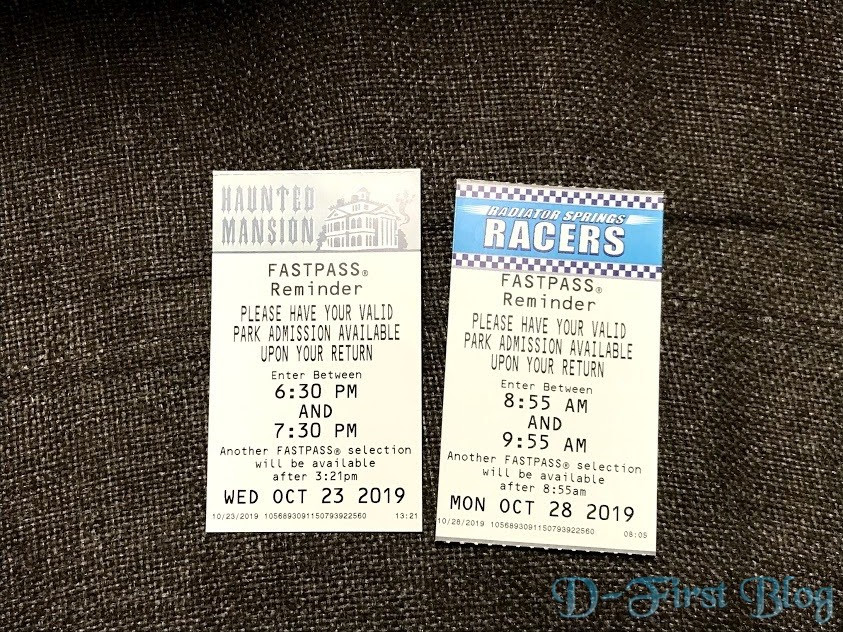 HAUNTED
MANSION
FASTPASS®
Reminder
PLEASE HAVE YOUR VALID
PARK ADMISSION AVAILABLE
UPON YOUR RETURN
Enter Between
6:30 PM
AND
7:30 PM
Another FASTPASS® selection
will be available
after 3:21pm
WED OCT 23 2019
10/23/2019 1056893091150793922560 13:21
RADIATOR SPRINGS
RACERS
FASTPASS®
Reminder
PLEASE HAVE YOUR VALID
PARK ADMISSION AVAILABLE
UPON YOUR RETURN
Enter Between
8:55 AM
AND
9:55 AM
Another FASTPASS® selection
will be available
after 8:55am
MON OCT 28 2019
10/28/2019 1056893091150793922560 08:09
D-First Blog